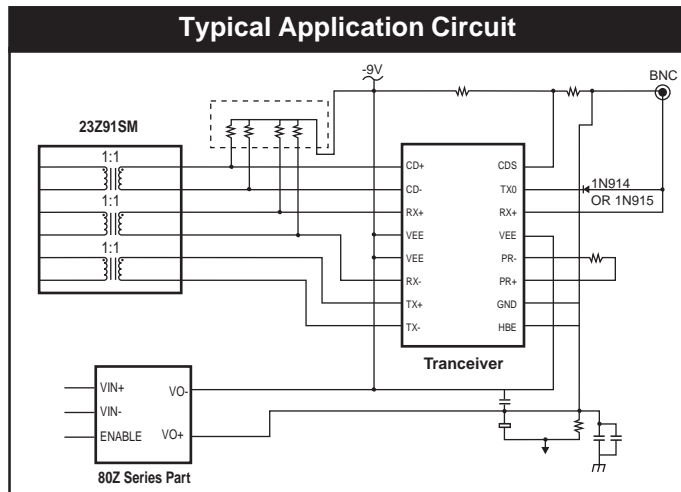 Typical Application Circuit
-9V
BNC
23Z91SM
1:1
1:1
1:1
CD+
CD-
RX+
VEE
VEE
RX-
TX+
TX-
CDS
TX0
RX+
VEE
PR-
PR+
GND
HBE
1N914
OR 1N915
Tranceiver
VIN+
VIN-
ENABLE
VO-
VO+
80Z Series Part